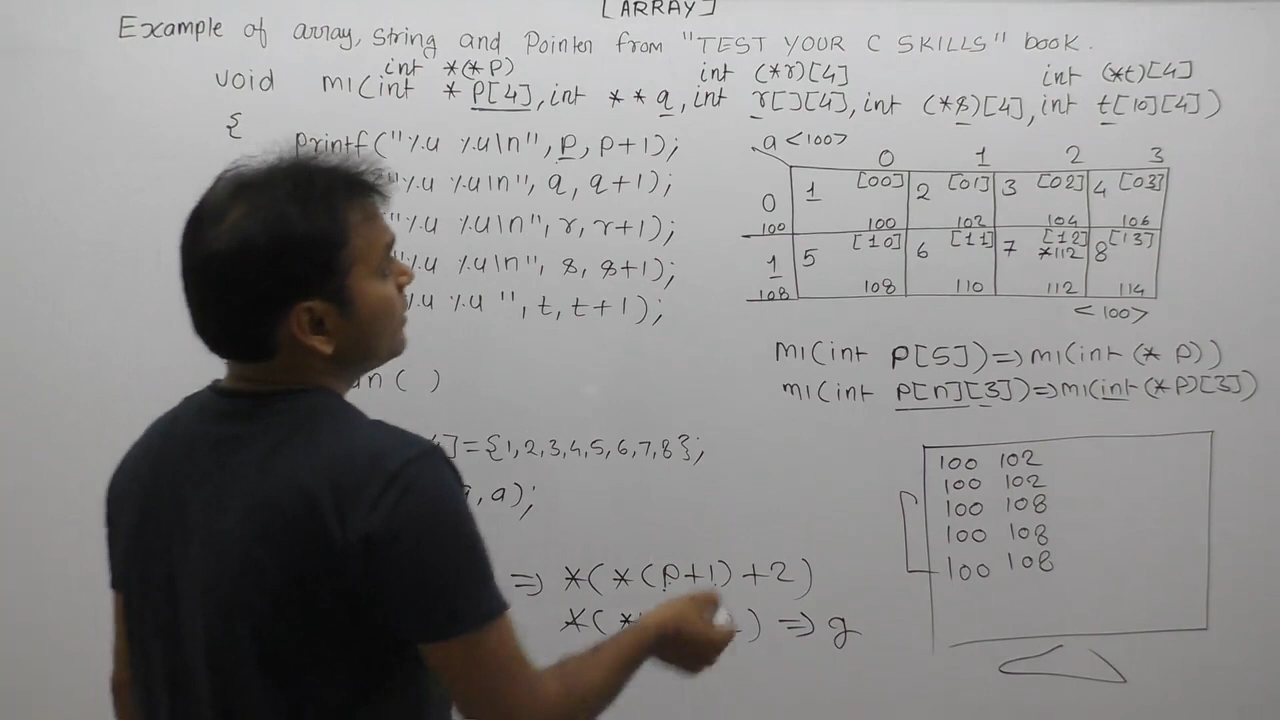 [ARRAY]
Example of array, String and Pointer from "TEST YOUR C SKILLS" book.
int *(*P) int (*r)[4] int (*t)[4]
void m1(int * P[4], int * * q, int r[][4], int (*s)[4], int t[10][4])
{
printf("%u %u\n", P, P+1);
"%u %u\n", q, q+1);
"%u %u\n", r, r+1);
"%u %u\n", s, s+1);
"%u %u ", t, t+1);
a <100>
0 1 2 3
0 1 [00] 2 [01] 3 [02] 4 [03]
100 100 102 104 106
1 5 [10] 6 [11] 7 [12] 8 [13]
*112
108 108 110 112 114
<100>
m1(int P[5]) => m1(int (* P))
m1(int P[n][3]) => m1(int (*P)[3])
n( )
]={1,2,3,4,5,6,7,8};
, a);
=> *(*(P+1)+2)
*(* ) => g
100 102
100 102
100 108
100 108
100 108